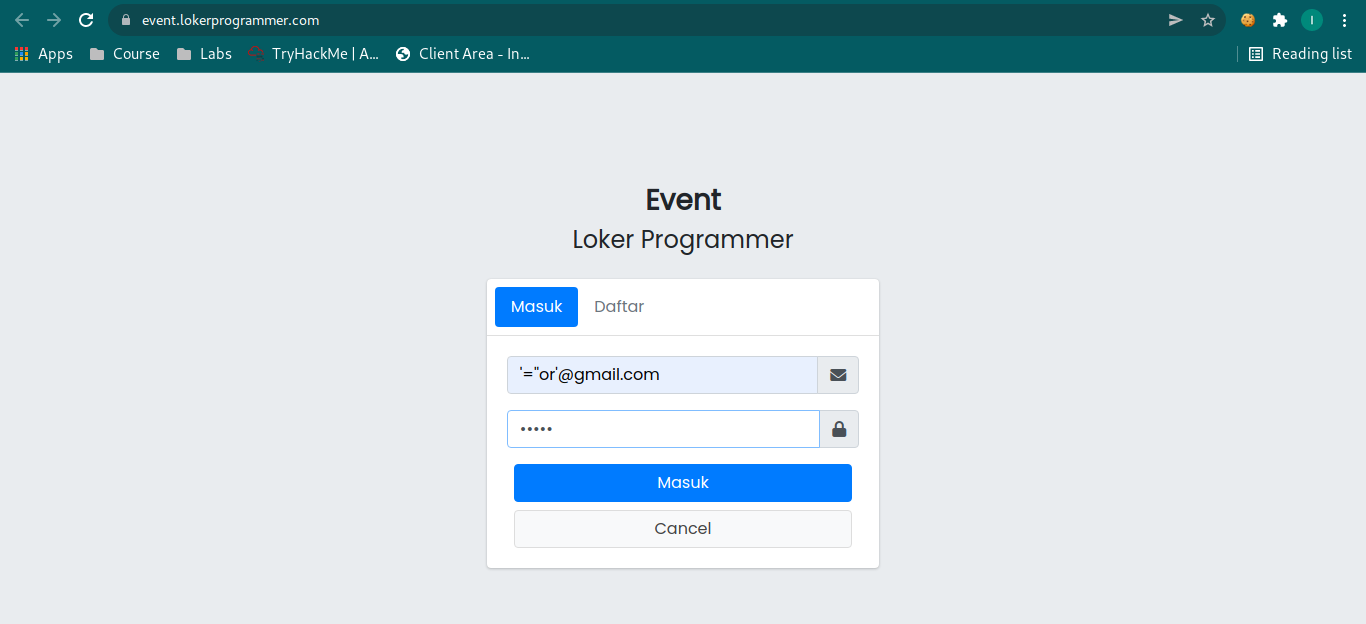 event.lokerprogrammer.com
I
Apps Course Labs TryHackMe | A... Client Area - In... Reading list
Event
Loker Programmer
Masuk Daftar
'=''or'@gmail.com
•••••
Masuk
Cancel